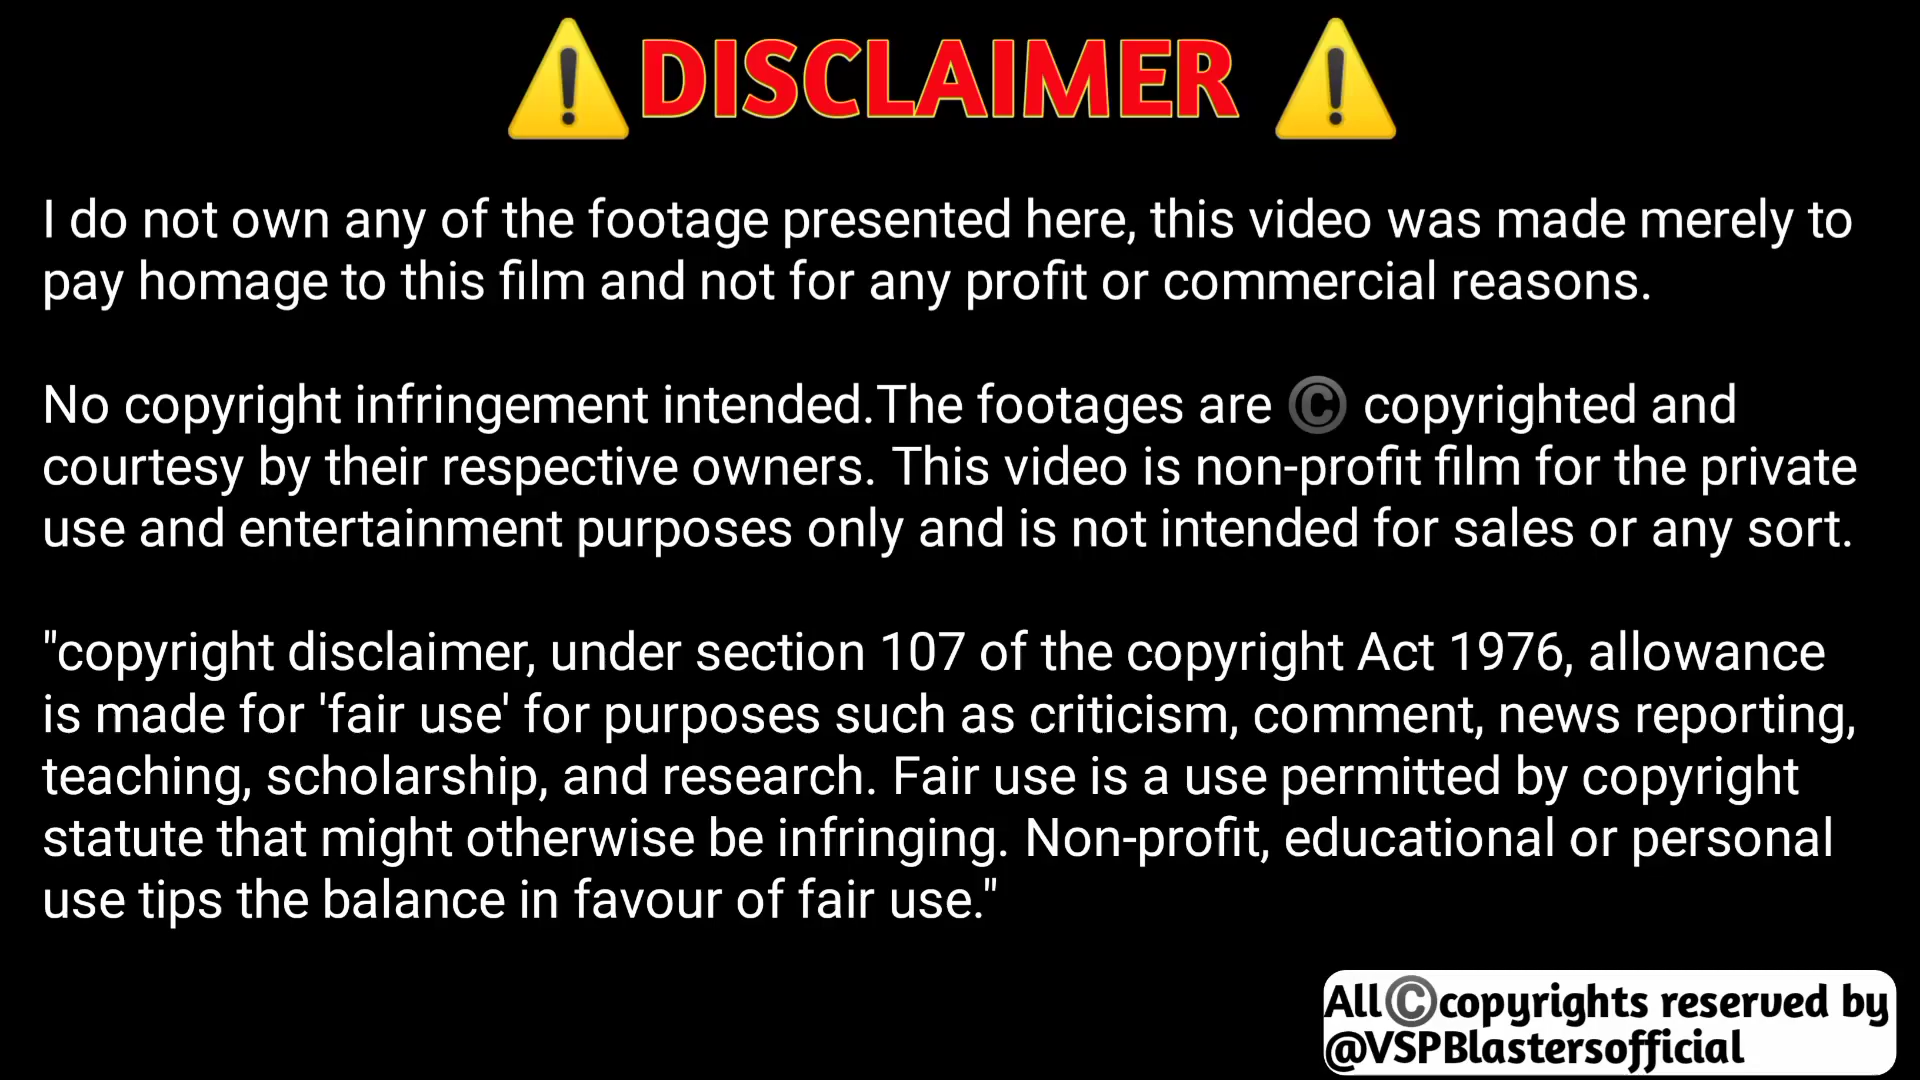 ⚠️DISCLAIMER ⚠️
I do not own any of the footage presented here, this video was made merely to
pay homage to this film and not for any profit or commercial reasons.
No copyright infringement intended.The footages are ©️ copyrighted and
courtesy by their respective owners. This video is non-profit film for the private
use and entertainment purposes only and is not intended for sales or any sort.
"copyright disclaimer, under section 107 of the copyright Act 1976, allowance
is made for 'fair use' for purposes such as criticism, comment, news reporting,
teaching, scholarship, and research. Fair use is a use permitted by copyright
statute that might otherwise be infringing. Non-profit, educational or personal
use tips the balance in favour of fair use."
All©️copyrights reserved by
@VSPBlastersofficial